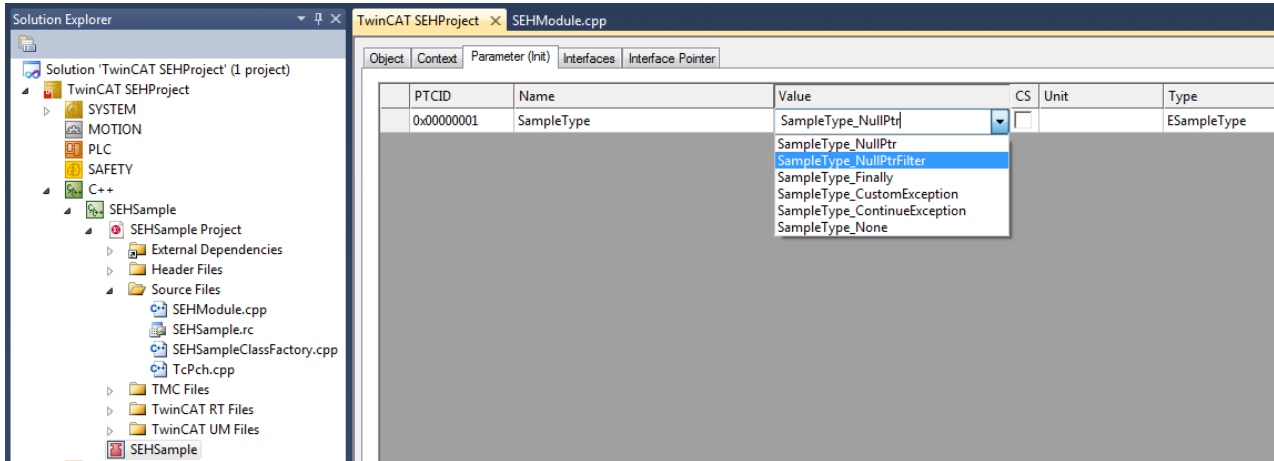 Solution Explorer
TwinCAT SEHProject
SEHModule.cpp
Solution 'TwinCAT SEHProject' (1 project)
TwinCAT SEHProject
SYSTEM
MOTION
PLC
SAFETY
C++
SEHSample
SEHSample Project
External Dependencies
Header Files
Source Files
SEHModule.cpp
SEHSample.rc
SEHSampleClassFactory.cpp
TcPch.cpp
TMC Files
TwinCAT RT Files
TwinCAT UM Files
SEHSample
Object Context Parameter (Init) Interfaces Interface Pointer
PTCID Name Value CS Unit Type
0x00000001 SampleType SampleType_NullPtr ESampleType
SampleType_NullPtr
SampleType_NullPtrFilter
SampleType_Finally
SampleType_CustomException
SampleType_ContinueException
SampleType_None